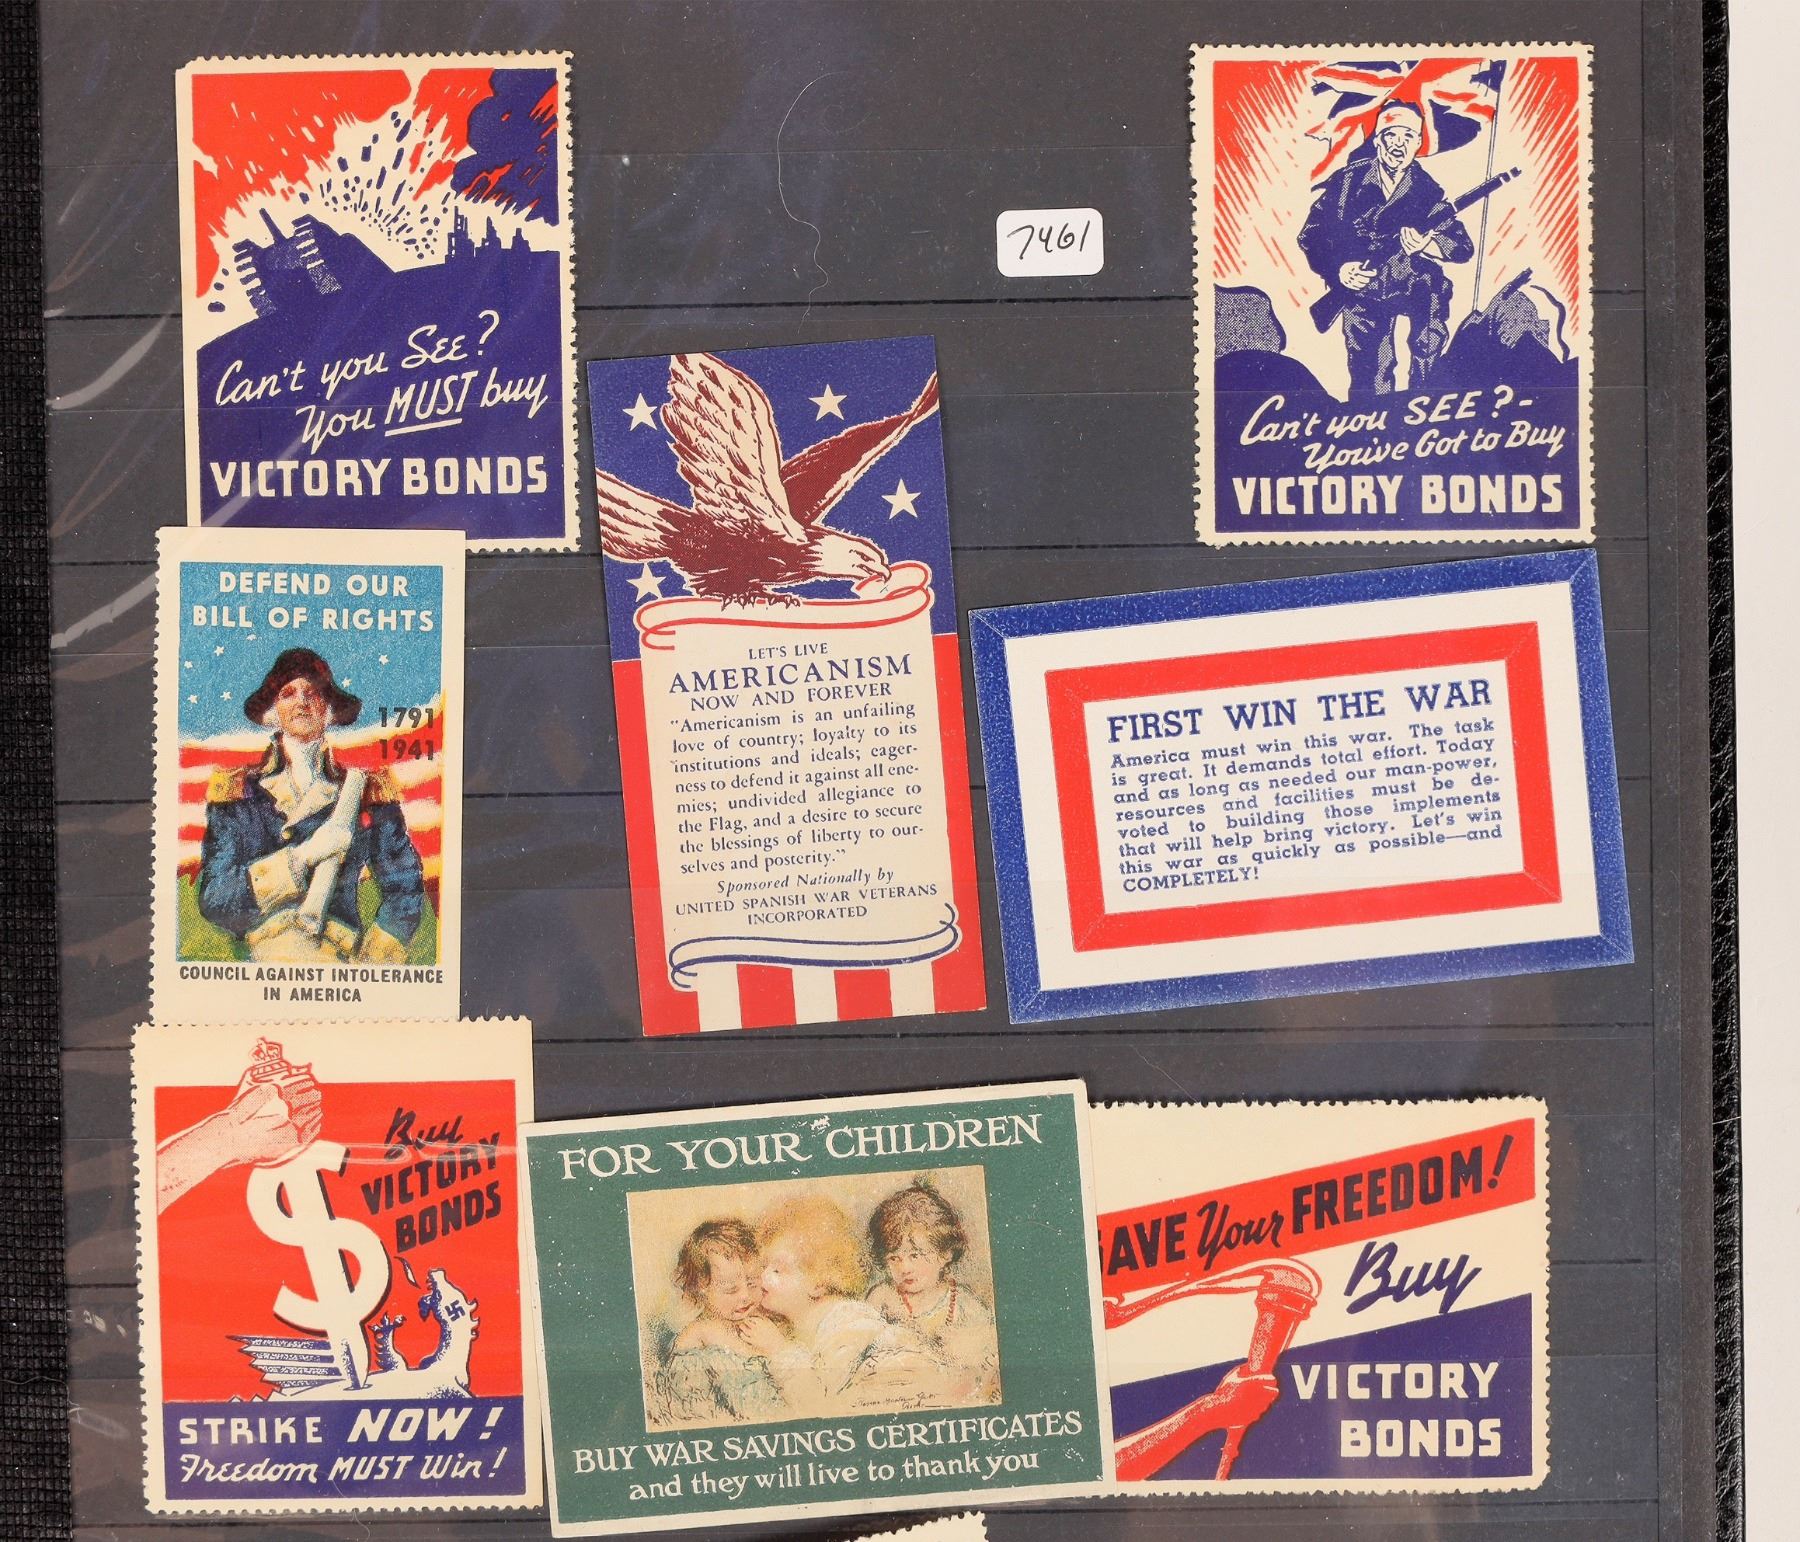 Can't you SEE?
You MUST buy
VICTORY BONDS
7461
Can't you SEE?-
You've Got to Buy
VICTORY BONDS
DEFEND OUR
BILL OF RIGHTS
1791
1941
COUNCIL AGAINST INTOLERANCE
IN AMERICA
LET'S LIVE
AMERICANISM
NOW AND FOREVER
"Americanism is an unfailing
love of country; loyalty to its
institutions and ideals; eager-
ness to defend it against all ene-
mies; undivided allegiance to
the Flag, and a desire to secure
the blessings of liberty to our-
selves and posterity."
Sponsored Nationally by
UNITED SPANISH WAR VETERANS
INCORPORATED
FIRST WIN THE WAR
America must win this war. The task
is great. It demands total effort. Today
and as long as needed our man-power,
resources and facilities must be de-
voted to building those implements
that will help bring victory. Let's win
this war as quickly as possible—and
COMPLETELY!
Buy
VICTORY
BONDS
STRIKE NOW!
Freedom MUST Win!
FOR YOUR CHILDREN
BUY WAR SAVINGS CERTIFICATES
and they will live to thank you
SAVE Your FREEDOM!
Buy
VICTORY
BONDS